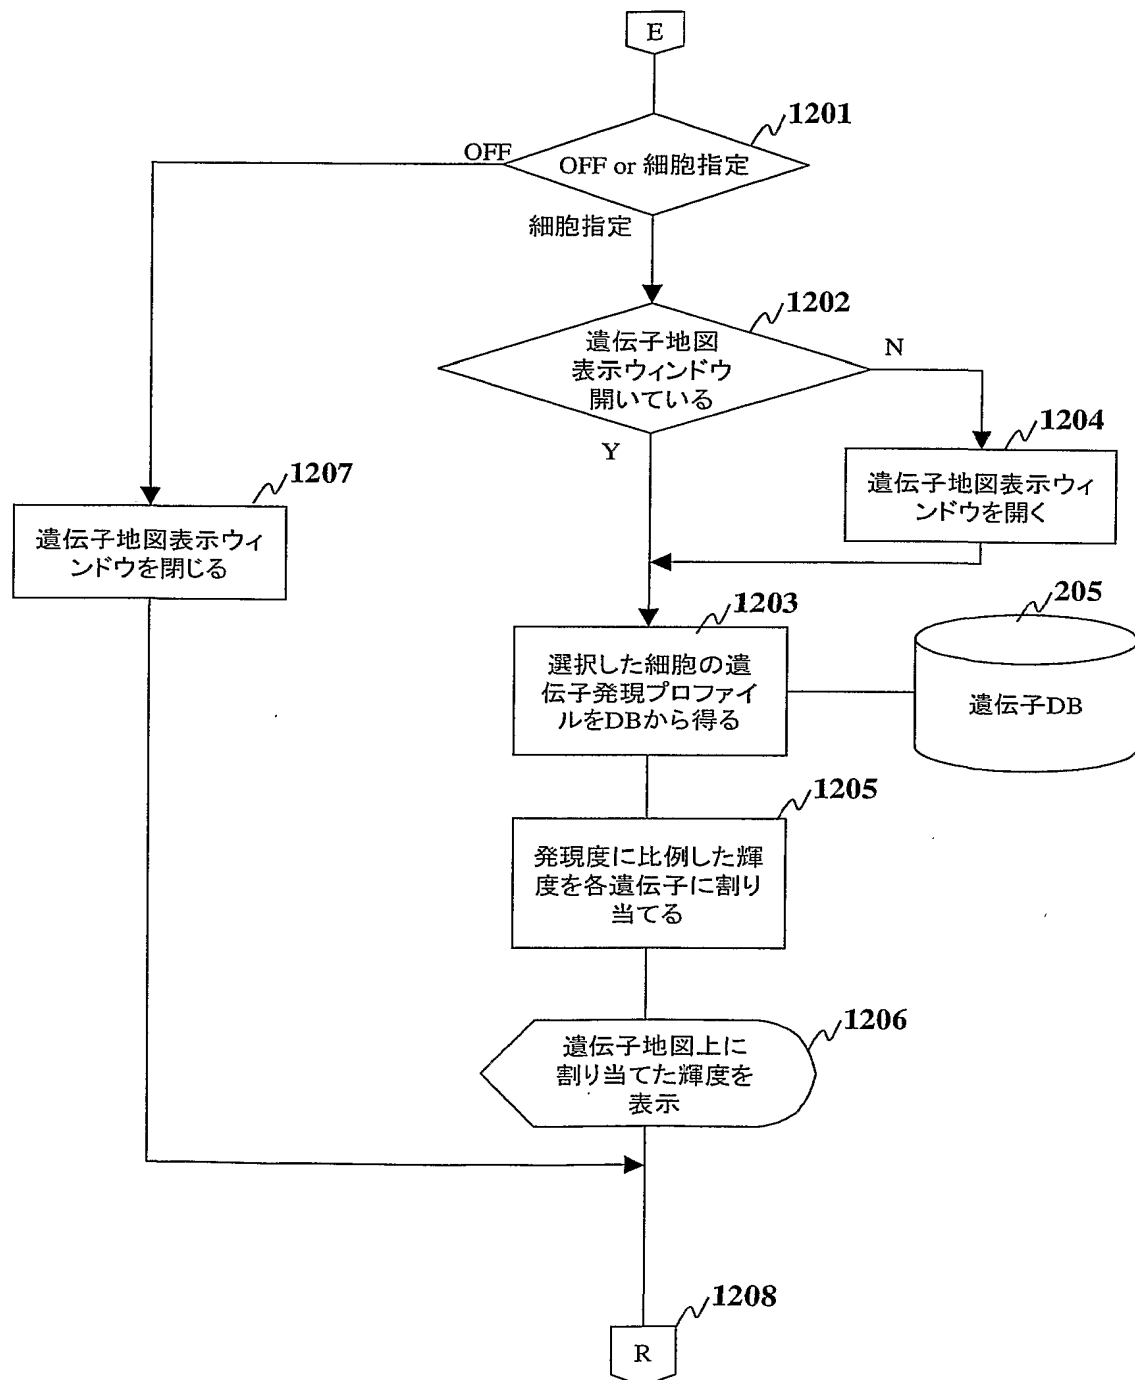 E
1201
OFF
OFF or 細胞指定
細胞指定
1202
遺伝子地図
表示ウィンドウ
開いている
N
Y
1204
遺伝子地図表示ウィ
ンドウを開く
1207
遺伝子地図表示ウィ
ンドウを閉じる
1203
選択した細胞の遺
伝子発現プロファイ
ルをDBから得る
205
遺伝子DB
1205
発現度に比例した輝
度を各遺伝子に割り
当てる
1206
遺伝子地図上に
割り当てた輝度を
表示
1208
R